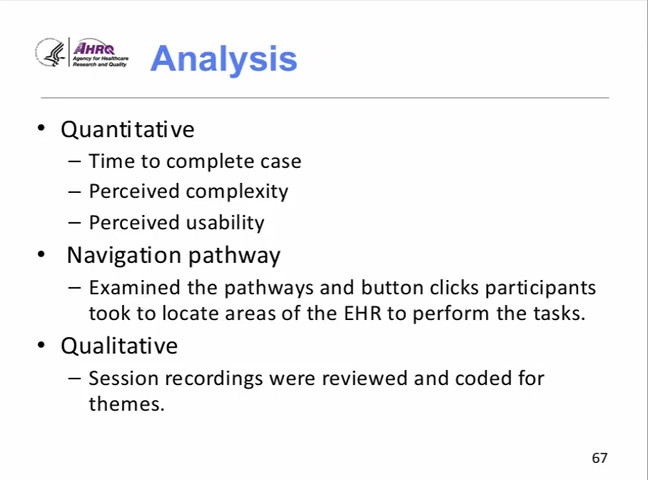 AHRQ
Agency for Healthcare
Research and Quality
Analysis
• Quantitative
– Time to complete case
– Perceived complexity
– Perceived usability
• Navigation pathway
– Examined the pathways and button clicks participants
took to locate areas of the EHR to perform the tasks.
• Qualitative
– Session recordings were reviewed and coded for
themes.
67